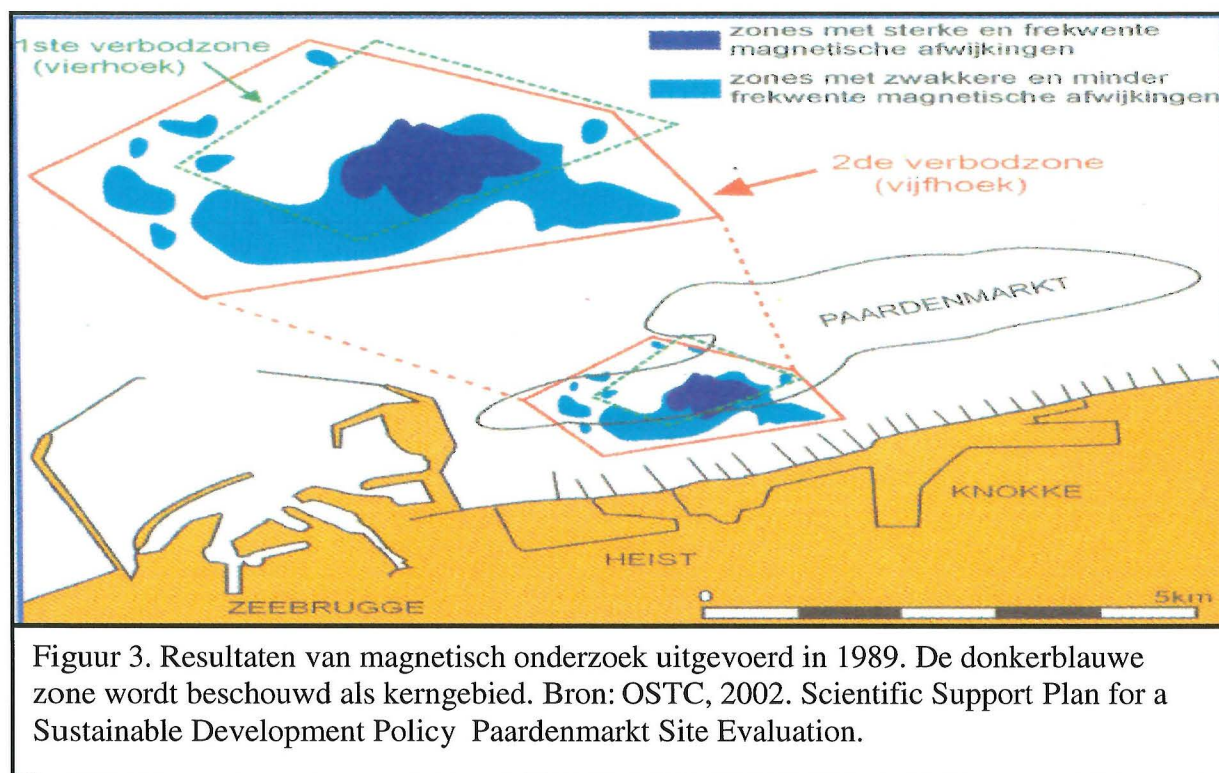 1ste verbodzone
(vierhoek)
zones met sterke en frekwente
magnetische afwijkingen
zones met zwakkere en minder
frekwente magnetische afwijkingen
2de verbodzone
(vijfhoek)
PAARDENMARKT
KNOKKE
HEIST
ZEEBRUGGE
0
5km
Figuur 3. Resultaten van magnetisch onderzoek uitgevoerd in 1989. De donkerblauwe
zone wordt beschouwd als kerngebied. Bron: OSTC, 2002. Scientific Support Plan for a
Sustainable Development Policy Paardenmarkt Site Evaluation.